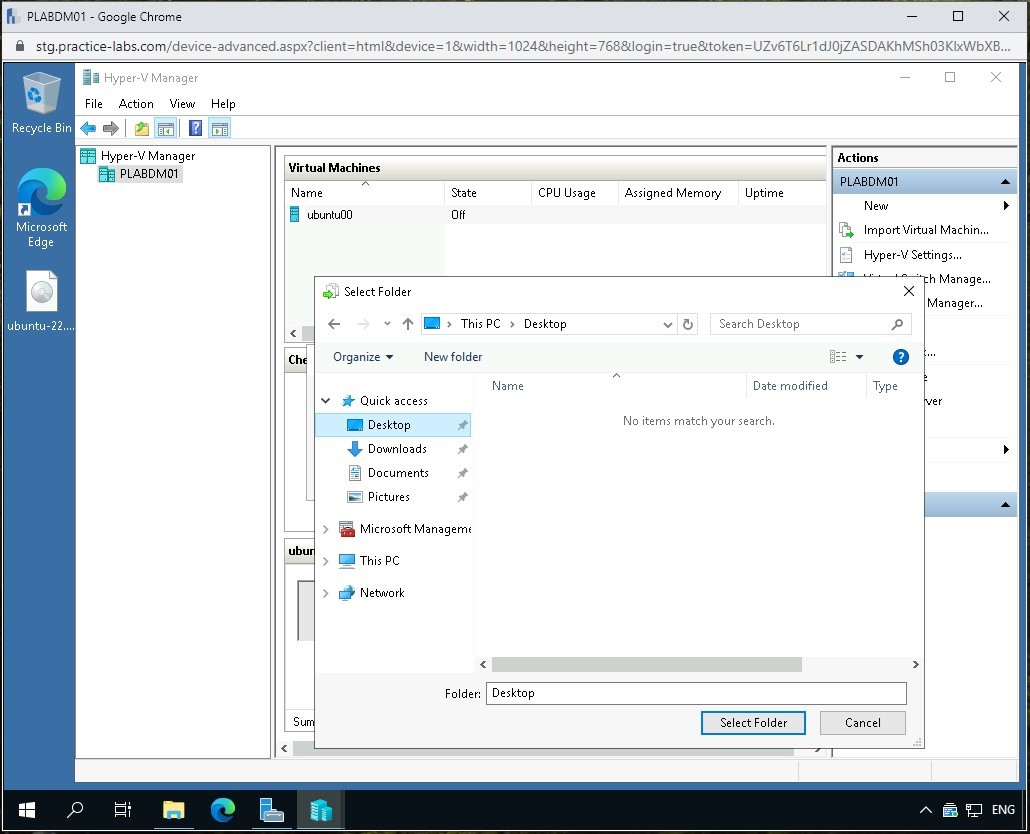 PLABDM01 - Google Chrome
stg.practice-labs.com/device-advanced.aspx?client=html&device=1&width=1024&height=768&login=true&token=UZv6T6Lr1dJ0jZASDAKhMSh03KlxWbXB...
Recycle Bin
Microsoft
Edge
ubuntu-22....
Hyper-V Manager
File Action View Help
Hyper-V Manager
PLABDM01
Virtual Machines
Name State CPU Usage Assigned Memory Uptime
ubuntu00 Off
Che
ubun
Sum
Actions
PLABDM01
New
Import Virtual Machin...
Hyper-V Settings...
Virtual Switch Manage...
Manager...
Select Folder
This PC > Desktop
Search Desktop
Organize New folder
Name Date modified Type
No items match your search.
Quick access
Desktop
Downloads
Documents
Pictures
Microsoft Manageme
This PC
Network
Folder: Desktop
Select Folder Cancel
ENG